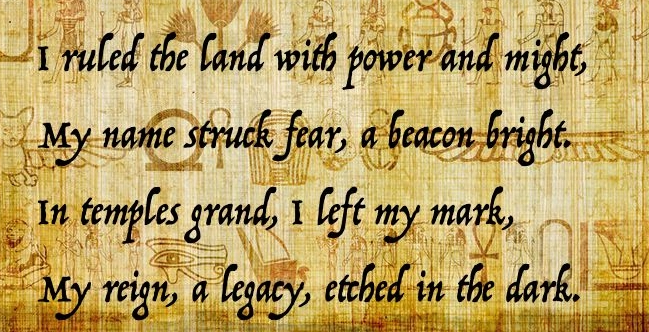 I ruled the land with power and might,
My name struck fear, a beacon bright.
In temples grand, I left my mark,
My reign, a legacy, etched in the dark.